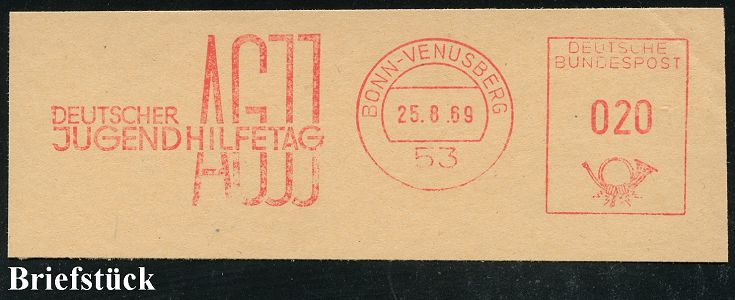 AGJJ
DEUTSCHER
JUGENDHILFETAG
BONN-VENUSBERG
25.8.69
53
DEUTSCHE
BUNDESPOST
020
Briefstück